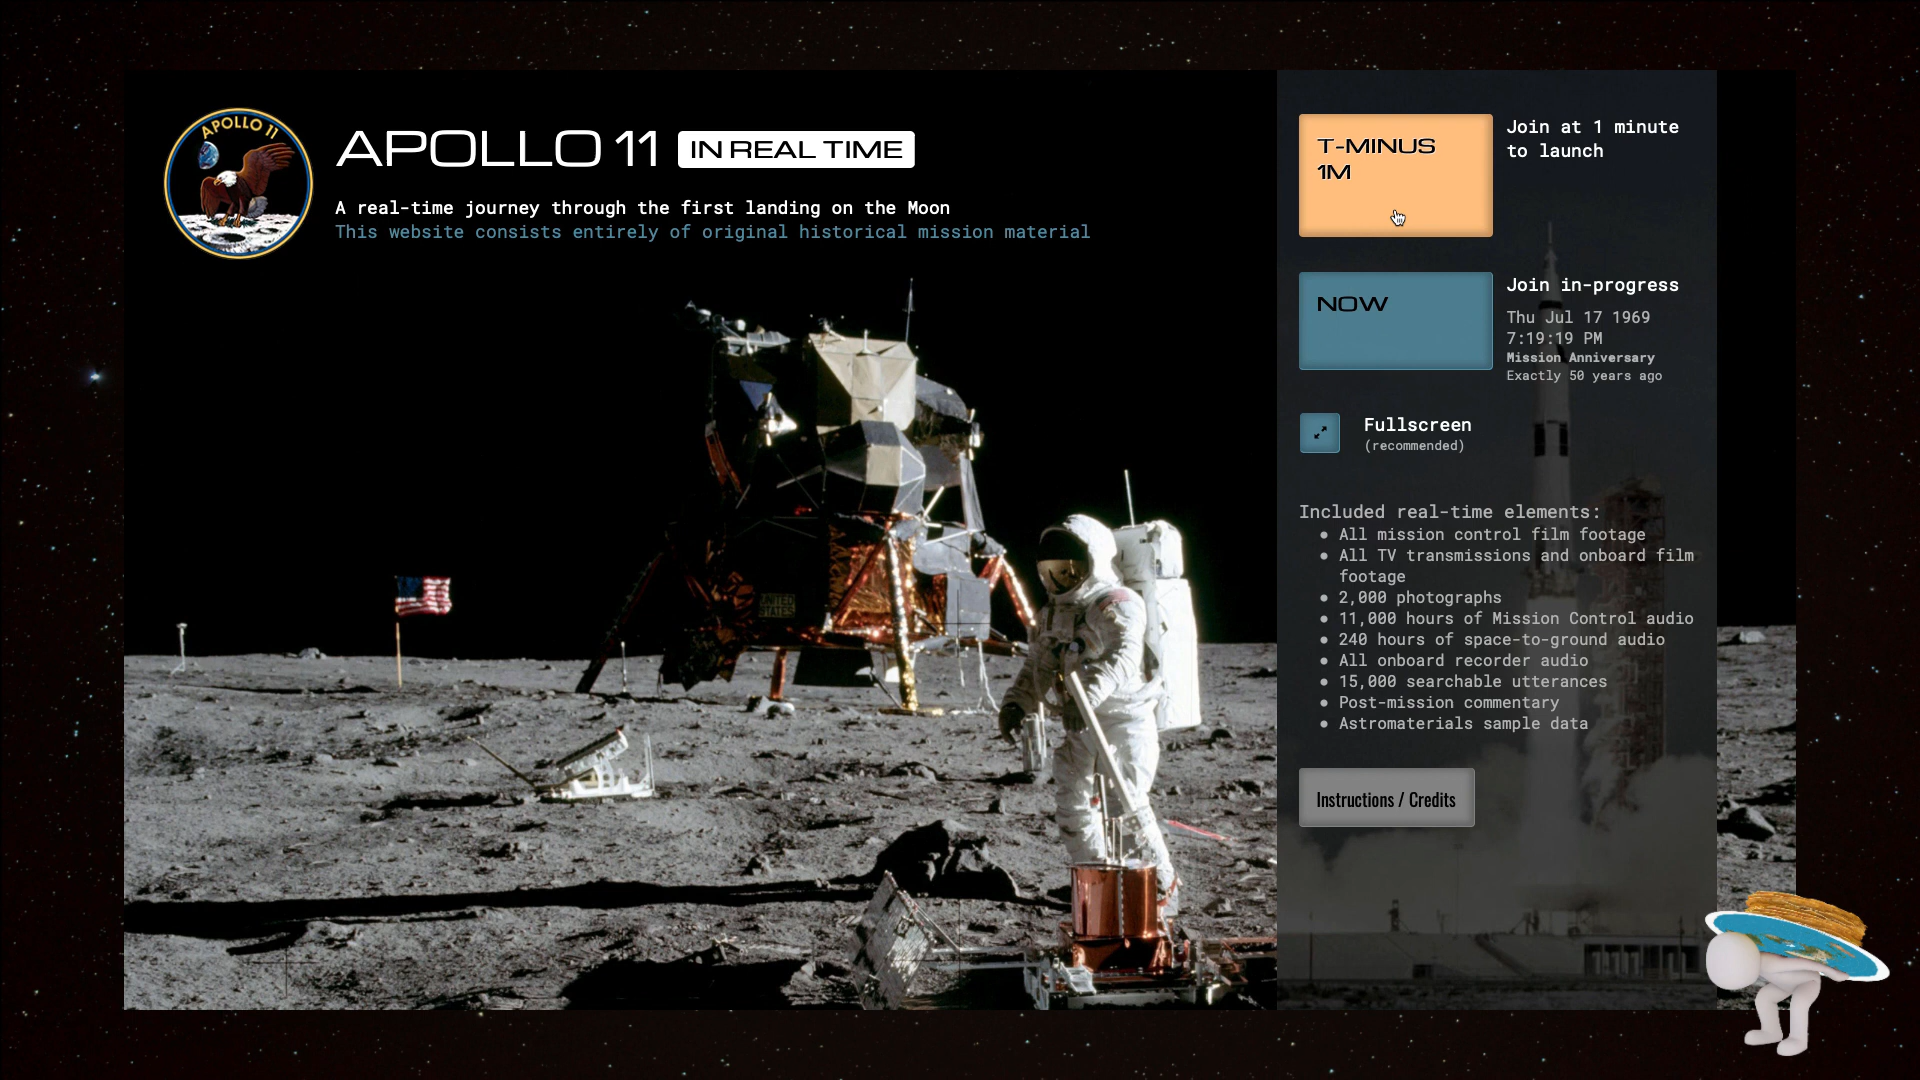 APOLLO 11
APOLLO 11 IN REAL TIME
A real-time journey through the first landing on the Moon
This website consists entirely of original historical mission material
UNITED
STATES
T-MINUS
1M
Join at 1 minute
to launch
NOW
Join in-progress
Thu Jul 17 1969
7:19:19 PM
Mission Anniversary
Exactly 50 years ago
Fullscreen
(recommended)
Included real-time elements:
• All mission control film footage
• All TV transmissions and onboard film
footage
• 2,000 photographs
• 11,000 hours of Mission Control audio
• 240 hours of space-to-ground audio
• All onboard recorder audio
• 15,000 searchable utterances
• Post-mission commentary
• Astromaterials sample data
Instructions / Credits